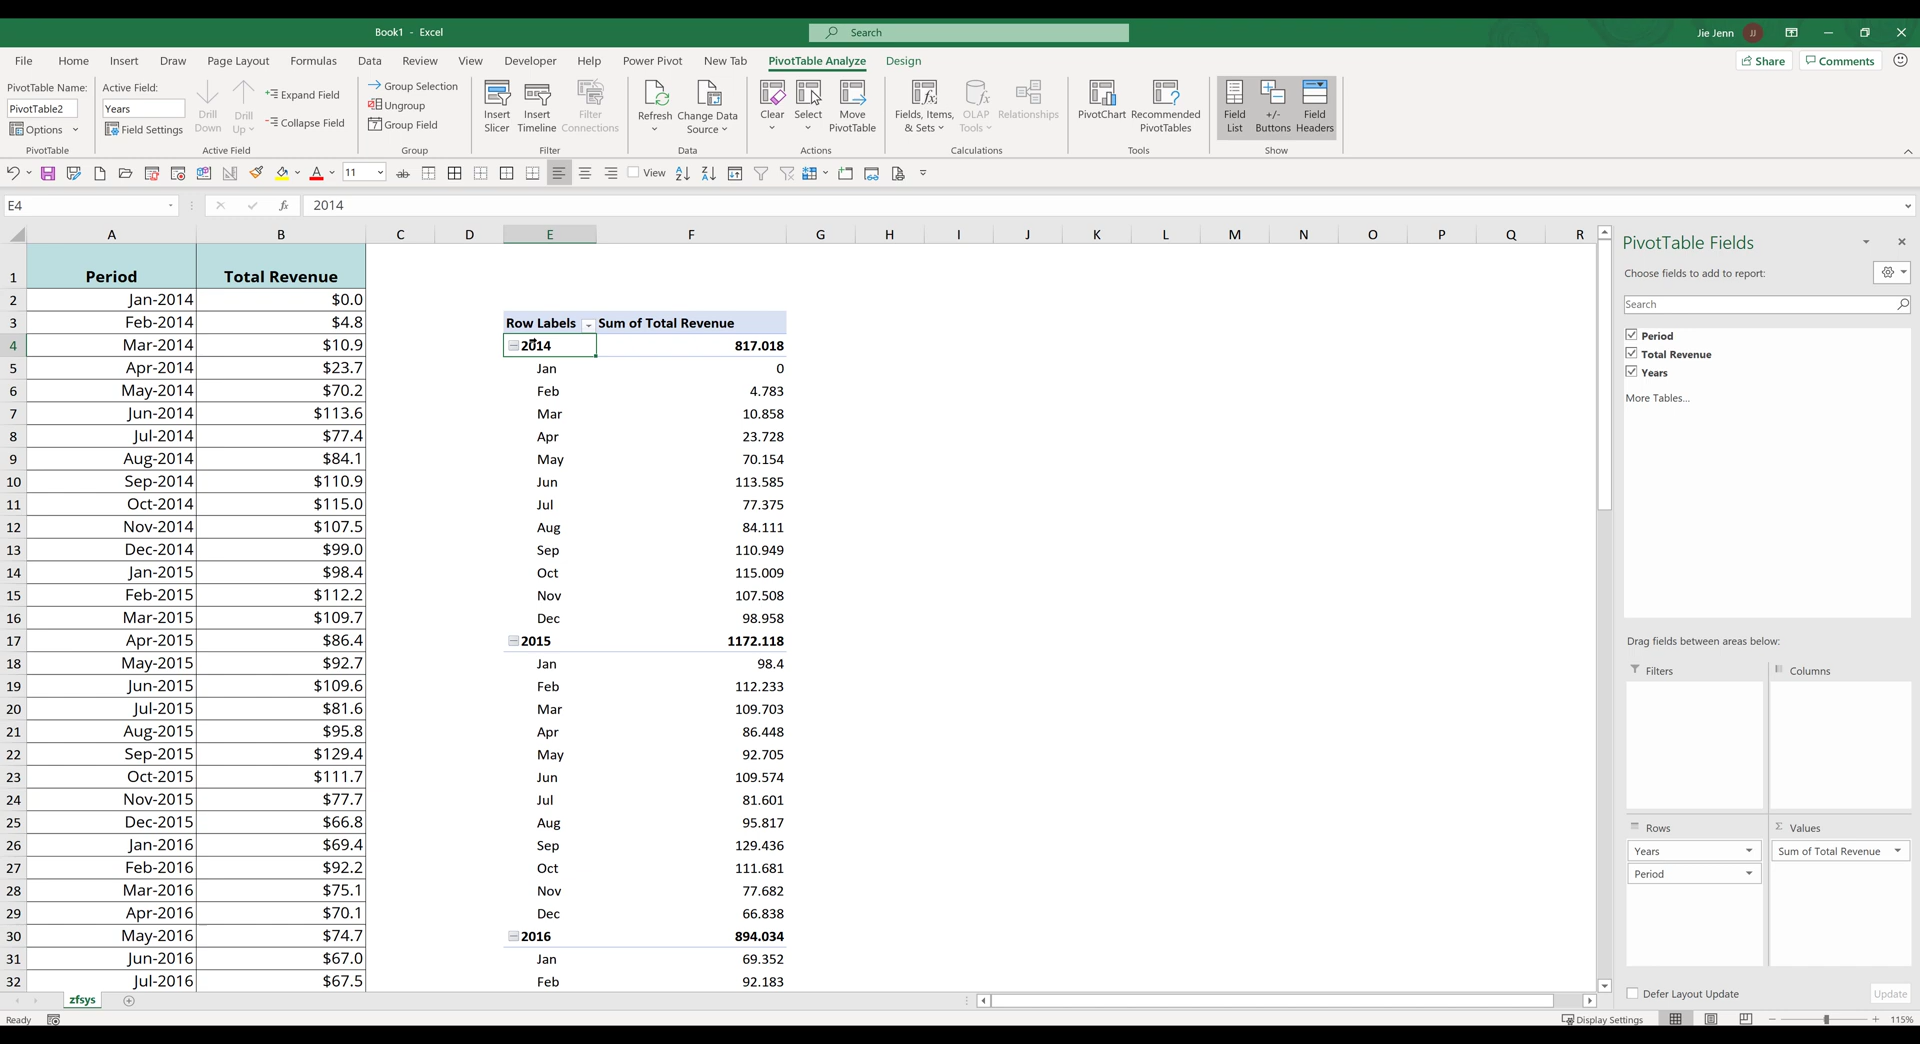 Book1 - Excel
Search
Jie Jenn JJ
File Home Insert Draw Page Layout Formulas Data Review View Developer Help Power Pivot New Tab PivotTable Analyze Design Share Comments
PivotTable Name:
PivotTable2
Options
PivotTable
Active Field:
Years
Field Settings
Drill Down
Drill Up
Expand Field
Collapse Field
Active Field
Group Selection
Ungroup
Group Field
Group
Insert Slicer
Insert Timeline
Filter Connections
Filter
Refresh
Change Data Source
Data
Clear
Select
Move PivotTable
Actions
Fields, Items, & Sets
OLAP Tools
Relationships
Calculations
PivotChart
Recommended PivotTables
Tools
Field List
+/- Buttons
Field Headers
Show
11 View
E4 fx 2014
A B C D E F G H I J K L M N O P Q R
1 Period Total Revenue
2 Jan-2014 $0.0
3 Feb-2014 $4.8 Row Labels Sum of Total Revenue
4 Mar-2014 $10.9 2014 817.018
5 Apr-2014 $23.7 Jan 0
6 May-2014 $70.2 Feb 4.783
7 Jun-2014 $113.6 Mar 10.858
8 Jul-2014 $77.4 Apr 23.728
9 Aug-2014 $84.1 May 70.154
10 Sep-2014 $110.9 Jun 113.585
11 Oct-2014 $115.0 Jul 77.375
12 Nov-2014 $107.5 Aug 84.111
13 Dec-2014 $99.0 Sep 110.949
14 Jan-2015 $98.4 Oct 115.009
15 Feb-2015 $112.2 Nov 107.508
16 Mar-2015 $109.7 Dec 98.958
17 Apr-2015 $86.4 2015 1172.118
18 May-2015 $92.7 Jan 98.4
19 Jun-2015 $109.6 Feb 112.233
20 Jul-2015 $81.6 Mar 109.703
21 Aug-2015 $95.8 Apr 86.448
22 Sep-2015 $129.4 May 92.705
23 Oct-2015 $111.7 Jun 109.574
24 Nov-2015 $77.7 Jul 81.601
25 Dec-2015 $66.8 Aug 95.817
26 Jan-2016 $69.4 Sep 129.436
27 Feb-2016 $92.2 Oct 111.681
28 Mar-2016 $75.1 Nov 77.682
29 Apr-2016 $70.1 Dec 66.838
30 May-2016 $74.7 2016 894.034
31 Jun-2016 $67.0 Jan 69.352
32 Jul-2016 $67.5 Feb 92.183
PivotTable Fields
Choose fields to add to report:
Search
Period
Total Revenue
Years
More Tables...
Drag fields between areas below:
Filters Columns
Rows Values
Years Sum of Total Revenue
Period
Defer Layout Update Update
zfsys
Ready Display Settings 115%